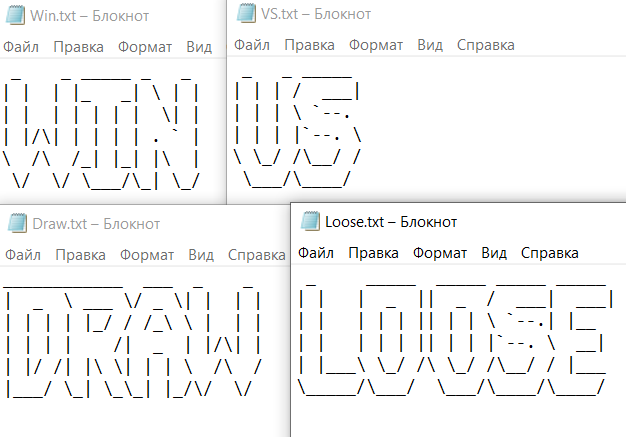 Win.txt – Блокнот
Файл Правка Формат Вид
WIN
VS.txt – Блокнот
Файл Правка Формат Вид Справка
US
Draw.txt – Блокнот
Файл Правка Формат Вид Справка
DRAW
Loose.txt – Блокнот
Файл Правка Формат Вид Справка
LOOSE